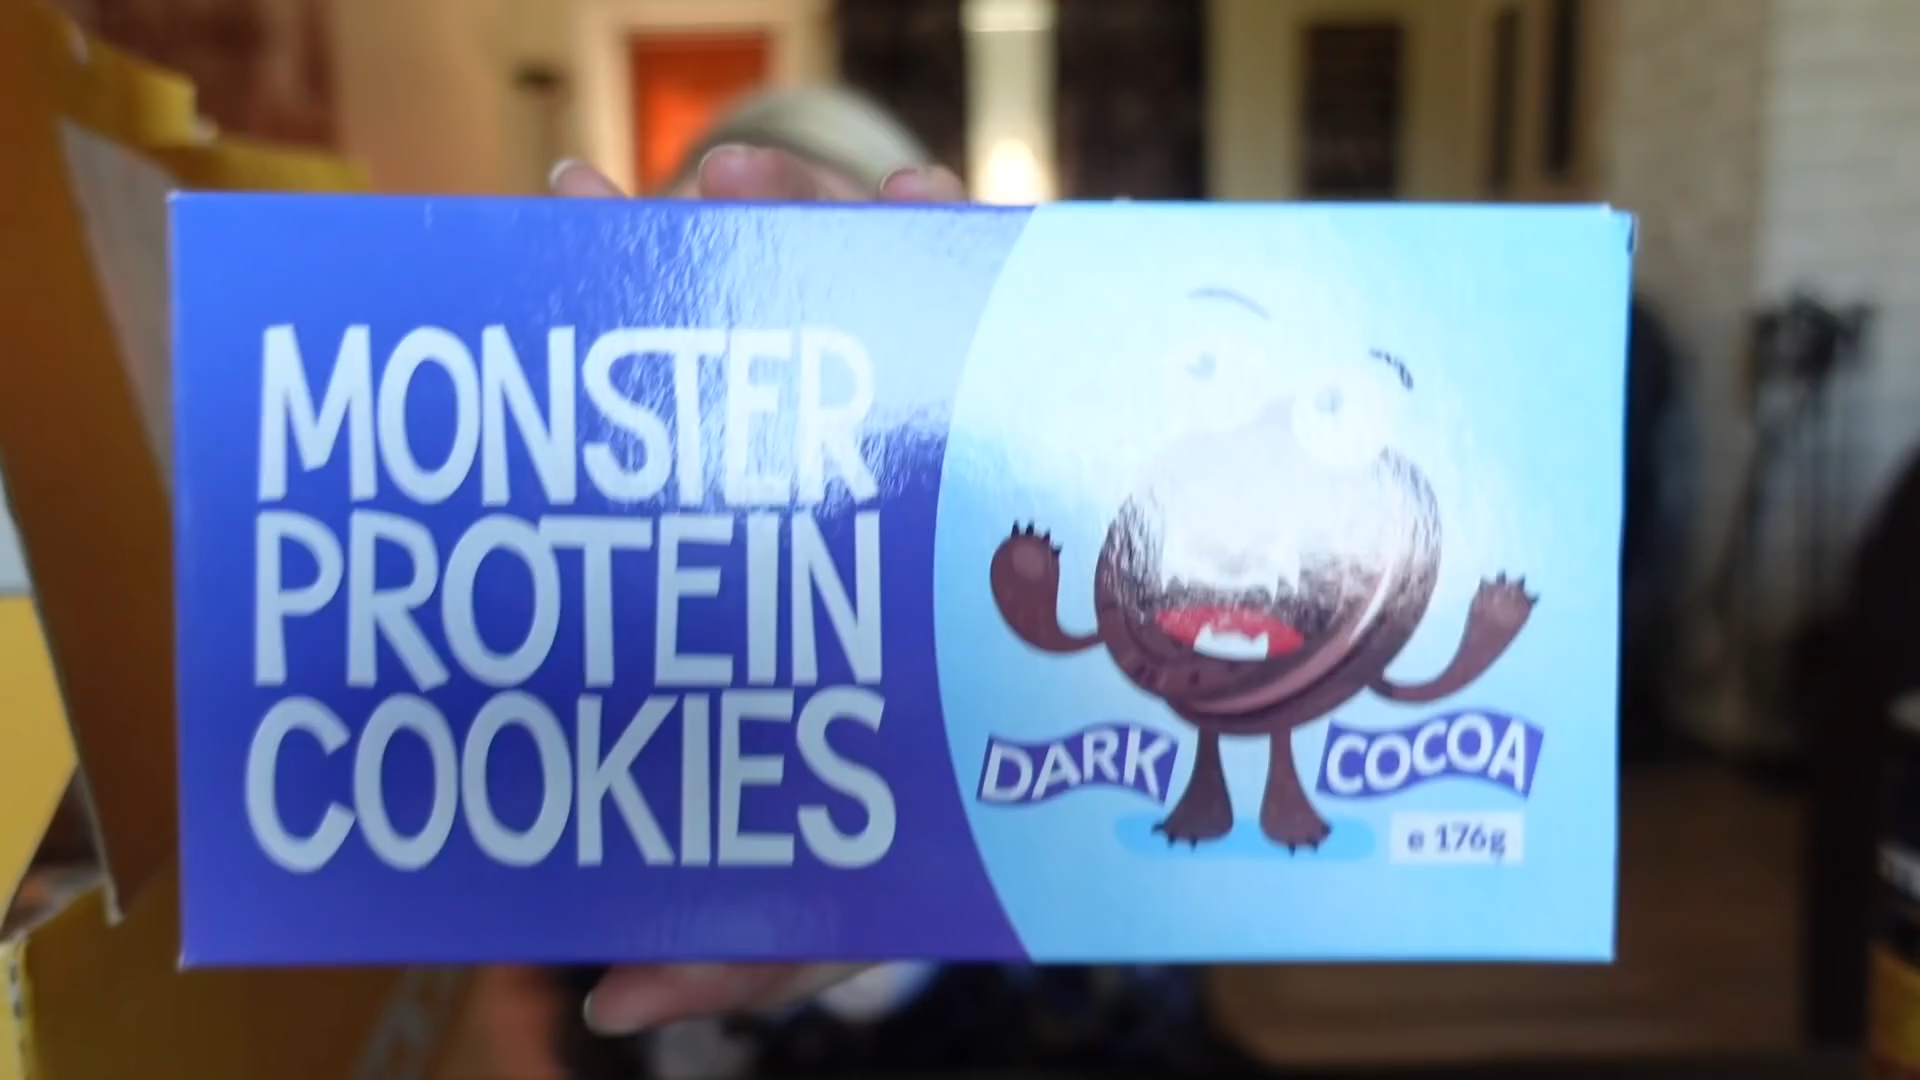 MONSTER
PROTEIN
COOKIES
DARK COCOA
e 176g